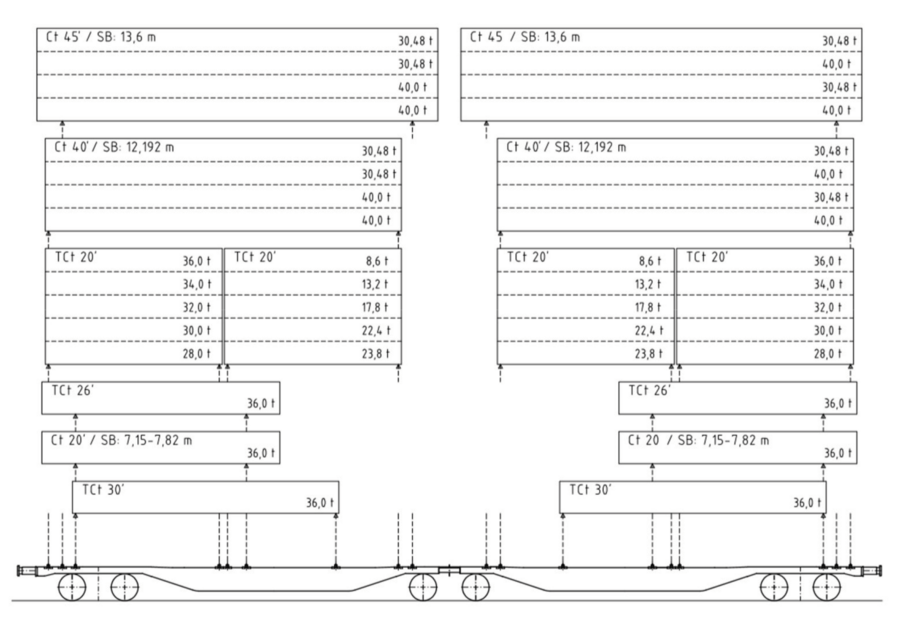 Ct 45' / SB: 13,6 m
30,48 t
30,48 t
40,0 t
40,0 t
Ct 45 / SB: 13,6 m
30,48 t
40,0 t
30,48 t
40,0 t
Ct 40' / SB: 12,192 m
30,48 t
30,48 t
40,0 t
40,0 t
Ct 40' / SB: 12,192 m
30,48 t
40,0 t
30,48 t
40,0 t
TCt 20'
36,0 t
34,0 t
32,0 t
30,0 t
28,0 t
TCt 20'
8,6 t
13,2 t
17,8 t
22,4 t
23,8 t
TCt 20'
8,6 t
13,2 t
17,8 t
22,4 t
23,8 t
TCt 20'
36,0 t
34,0 t
32,0 t
30,0 t
28,0 t
TCt 26'
36,0 t
TCt 26'
36,0 t
Ct 20' / SB: 7,15-7,82 m
36,0 t
Ct 20 / SB: 7,15-7,82 m
36,0 t
TCt 30'
36,0 t
TCt 30'
36,0 t